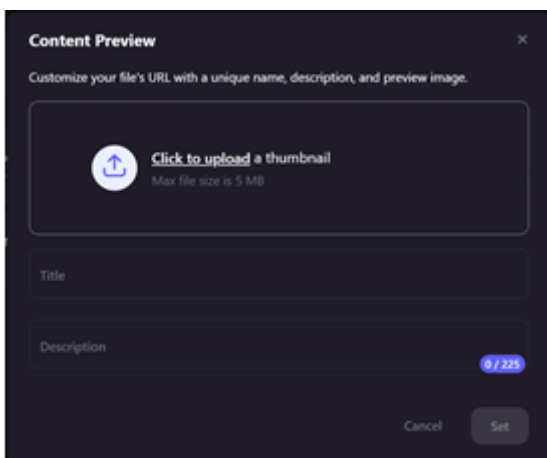 Content Preview
Customize your file's URL with a unique name, description, and preview image.
Click to upload a thumbnail
Max file size is 5 MB
Title
Description
0 / 225
Cancel
Set